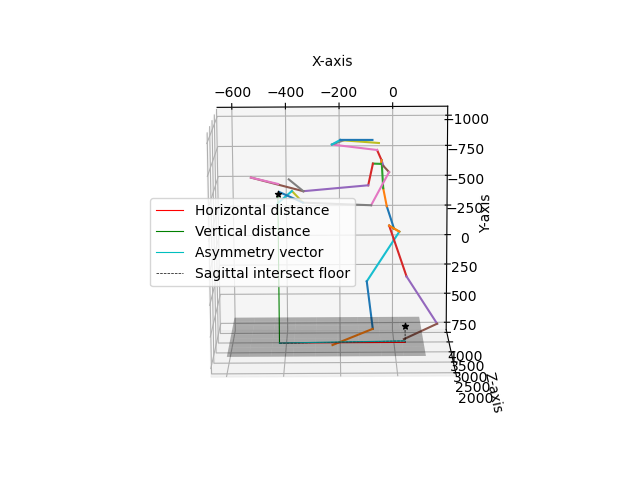 X-axis
−600 −400 −200 0
−1000
−750
−500
−250
Y-axis
0
250
500
750
Horizontal distance
Vertical distance
Asymmetry vector
Sagittal intersect floor
4000
3500
3000
2500
2000
Z-axis